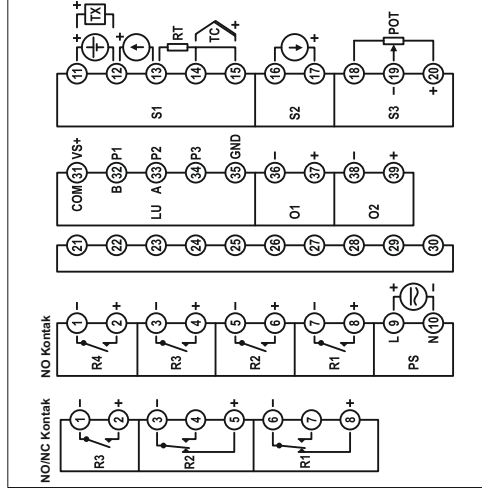 NO/NC Kontak
1 −
R3
2 +
3 −
R2
4
5 +
6 −
R1
7
8 +
NO Kontak
1 −
R4
2 +
3 −
R3
4 +
5 −
R2
6 +
7 −
R1
8 +
L 9 +
PS
N 10 −
21
22
23
24
25
26
27
28
29
30
COM 31 VS+
B 32 P1
LU
A 33 P2
34 P3
35 GND
36 −
O1
37 +
38 −
O2
39 +
11 + + TX
12 +
S1
13 RT
14 TC
15 +
16
S2
17 +
18
S3
19 − POT
20 +